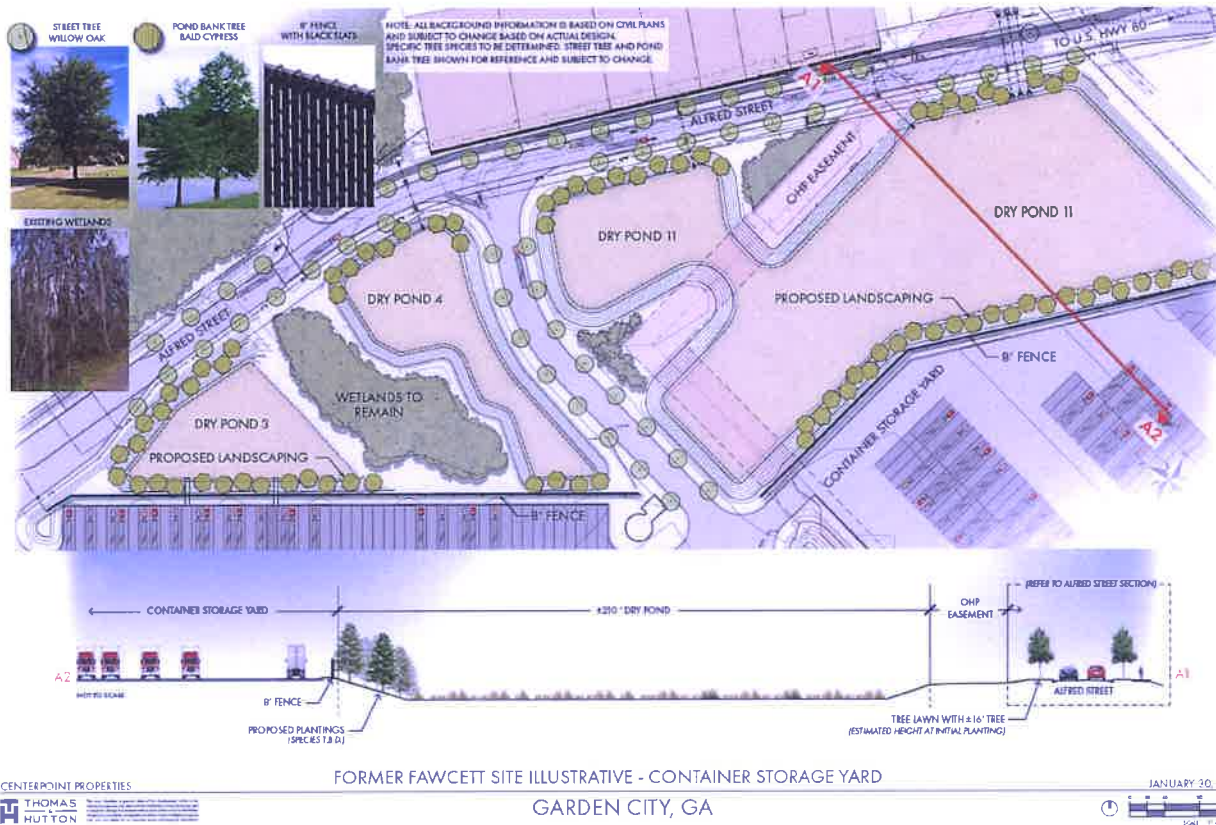 STREET TREE
WILLOW OAK
POND BANK TREE
BALD CYPRESS
8' FENCE
WITH BLACK SLATS
NOTE: ALL BACKGROUND INFORMATION IS BASED ON CIVIL PLANS
AND SUBJECT TO CHANGE BASED ON ACTUAL DESIGN.
SPECIFIC TREE SPECIES TO BE DETERMINED. STREET TREE AND POND
BANK TREE SHOWN FOR REFERENCE AND SUBJECT TO CHANGE.
EXISTING WETLANDS
TO U.S. HWY 80
A1
ALFRED STREET
OHP EASEMENT
DRY POND 11
DRY POND 11
DRY POND 4
PROPOSED LANDSCAPING
ALFRED STREET
8' FENCE
WETLANDS TO
REMAIN
CONTAINER STORAGE YARD
DRY POND 3
A2
PROPOSED LANDSCAPING
8' FENCE
CONTAINER STORAGE YARD
±210' DRY POND
OHP
EASEMENT
(REFER TO ALFRED STREET SECTION)
A2
A1
NOT TO SCALE
8' FENCE
ALFRED STREET
PROPOSED PLANTINGS
(SPECIES T.B.D.)
TREE LAWN WITH ±16' TREE
(ESTIMATED HEIGHT AT INITIAL PLANTING)
FORMER FAWCETT SITE ILLUSTRATIVE - CONTAINER STORAGE YARD
CENTERPOINT PROPERTIES
JANUARY 30,
THOMAS
&
HUTTON
GARDEN CITY, GA